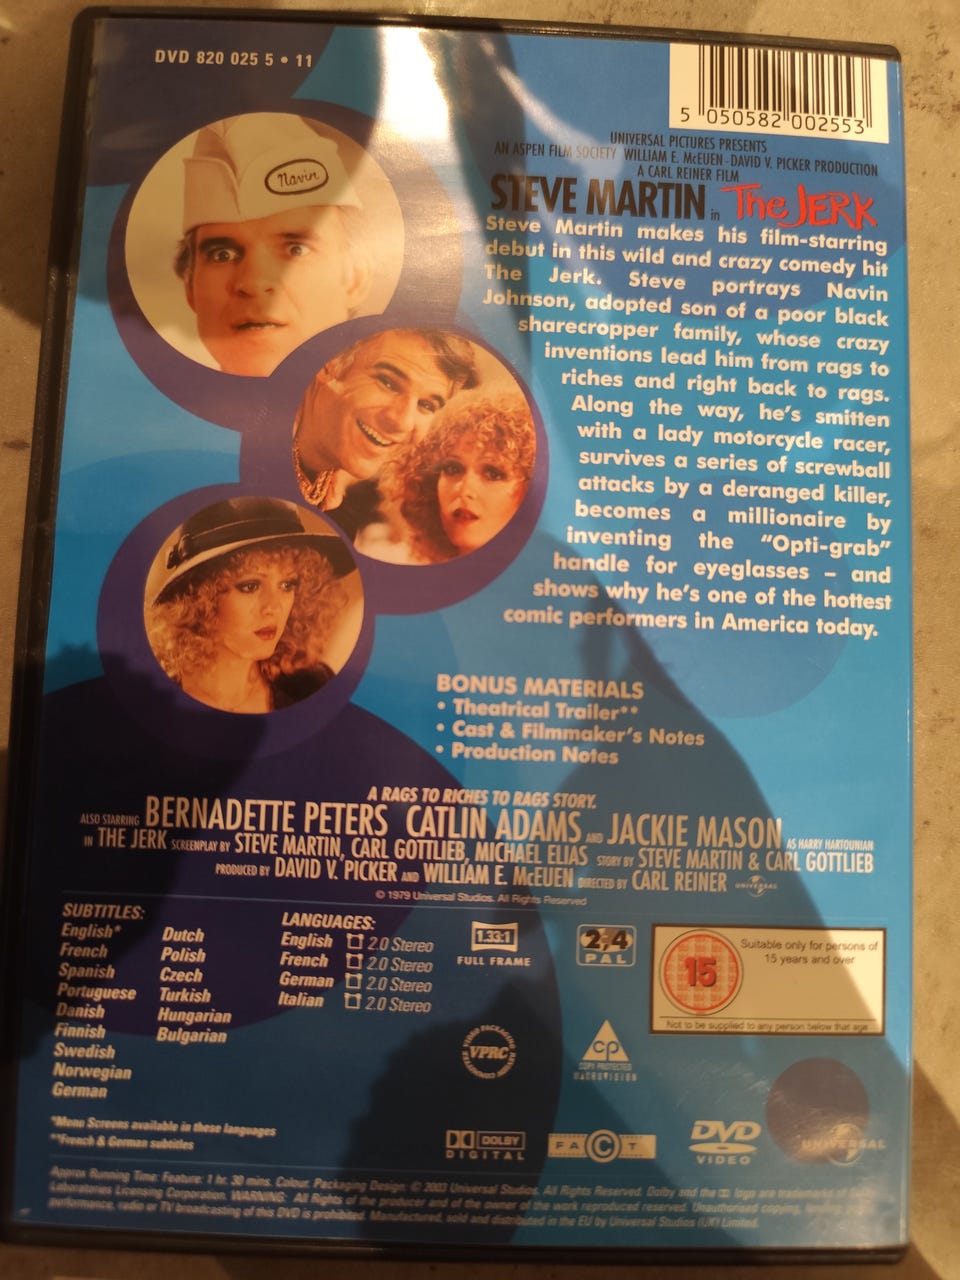 DVD 820 025 5 • 11
5 050582 002553
UNIVERSAL PICTURES PRESENTS
AN ASPEN FILM SOCIETY WILLIAM E. McEUEN - DAVID V. PICKER PRODUCTION
A CARL REINER FILM
STEVE MARTIN in The JERK
Navin
Steve Martin makes his film-starring
debut in this wild and crazy comedy hit
The Jerk. Steve portrays Navin
Johnson, adopted son of a poor black
sharecropper family, whose crazy
inventions lead him from rags to
riches and right back to rags.
Along the way, he's smitten
with a lady motorcycle racer,
survives a series of screwball
attacks by a deranged killer,
becomes a millionaire by
inventing the "Opti-grab"
handle for eyeglasses – and
shows why he's one of the hottest
comic performers in America today.
BONUS MATERIALS
• Theatrical Trailer**
• Cast & Filmmaker's Notes
• Production Notes
A RAGS TO RICHES TO RAGS STORY.
ALSO STARRING BERNADETTE PETERS CATLIN ADAMS AND JACKIE MASON AS HARRY HARTOUNIAN
IN THE JERK SCREENPLAY BY STEVE MARTIN, CARL GOTTLIEB, MICHAEL ELIAS STORY BY STEVE MARTIN & CARL GOTTLIEB
PRODUCED BY DAVID V. PICKER AND WILLIAM E. McEUEN DIRECTED BY CARL REINER UNIVERSAL
© 1979 Universal Studios. All Rights Reserved
SUBTITLES:
English*
French
Spanish
Portuguese
Danish
Finnish
Swedish
Norwegian
German
Dutch
Polish
Czech
Turkish
Hungarian
Bulgarian
LANGUAGES:
English 2.0 Stereo
French 2.0 Stereo
German 2.0 Stereo
Italian 2.0 Stereo
1.33:1
FULL FRAME
2,4
PAL
15
Suitable only for persons of
15 years and over
Not to be supplied to any person below that age
VIDEO PACKAGING REVIEW COMMITTEE
VPRC
CP
COPY PROTECTED
MACROVISION
*Menu Screens available in these languages
**French & German subtitles
DOLBY
DIGITAL
FACT
DVD
VIDEO
UNIVERSAL
Approx Running Time: Feature: 1 hr. 30 mins. Colour. Packaging Design: © 2003 Universal Studios. All Rights Reserved. Dolby and the logo are trademarks of
Laboratories Licensing Corporation. WARNING: All Rights of the producer and of the owner of the work reproduced reserved. Unauthorised copying,
performance, radio or TV broadcasting of this DVD is prohibited. Manufactured, sold and distributed in the EU by Universal Studios (UK) Limited.